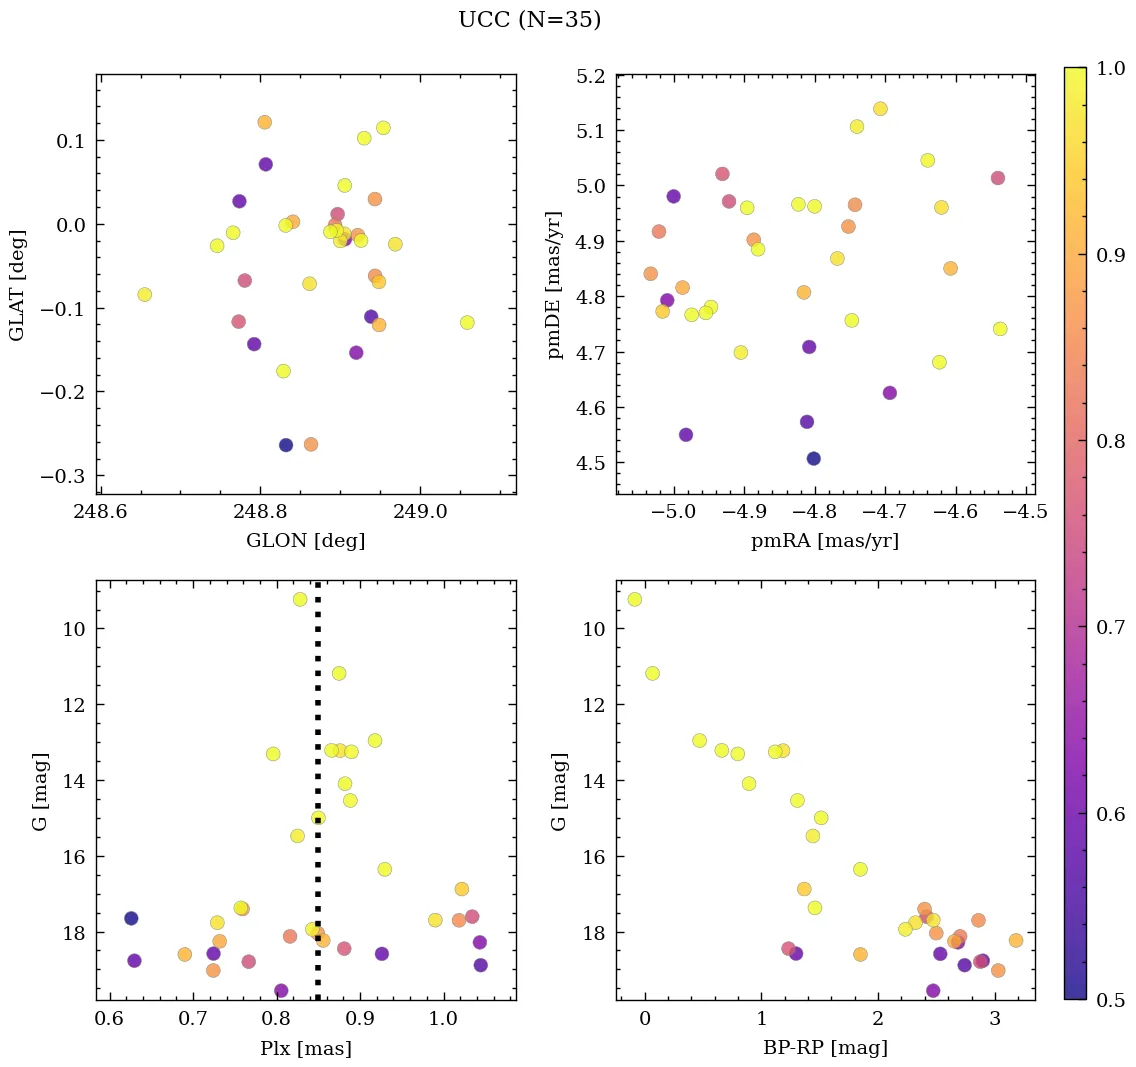 UCC (N=35)
0.1
0.0
−0.1
−0.2
−0.3
GLAT [deg]
248.6 248.8 249.0
GLON [deg]
5.2
5.1
5.0
4.9
4.8
4.7
4.6
4.5
pmDE [mas/yr]
−5.0 −4.9 −4.8 −4.7 −4.6 −4.5
pmRA [mas/yr]
10
12
14
16
18
G [mag]
0.6 0.7 0.8 0.9 1.0
Plx [mas]
10
12
14
16
18
G [mag]
0 1 2 3
BP-RP [mag]
1.0
0.9
0.8
0.7
0.6
0.5